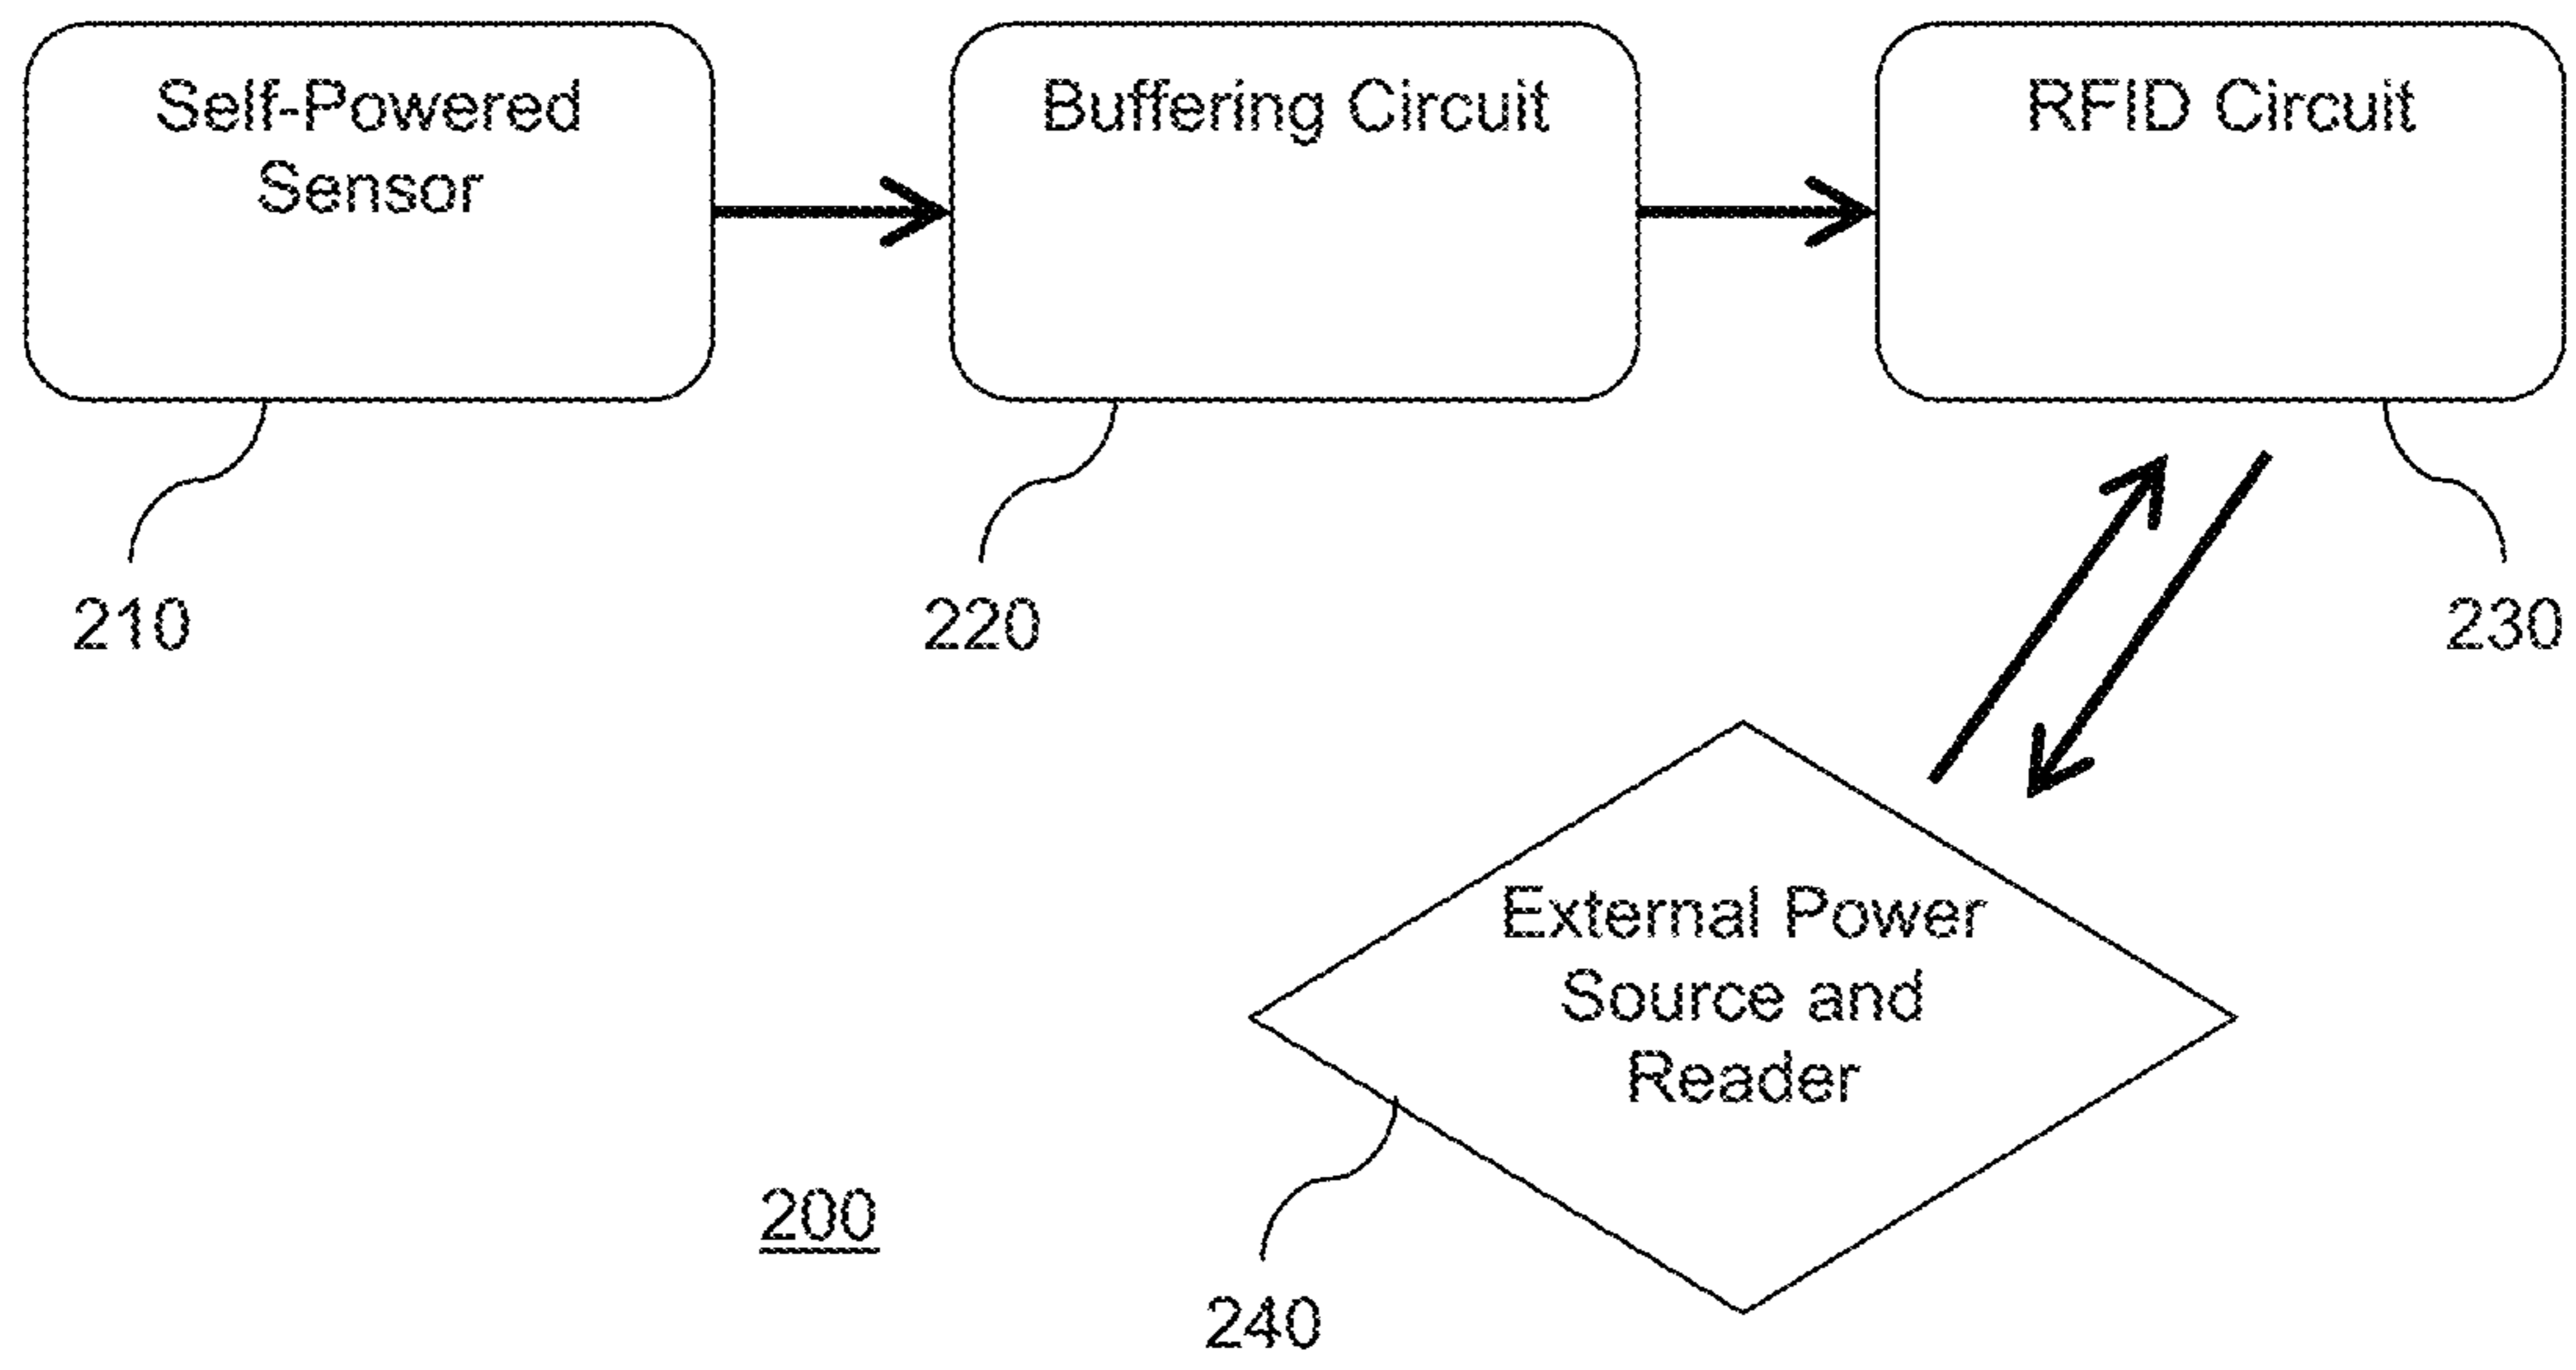 Self-Powered
Sensor
Buffering Circuit
RFID Circuit
210
220
230
External Power
Source and
Reader
200
240